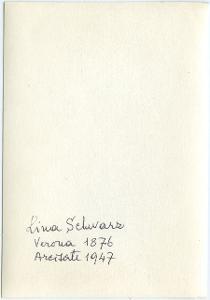 Lina Schwarz
Verona 1876
Arcisate 1947